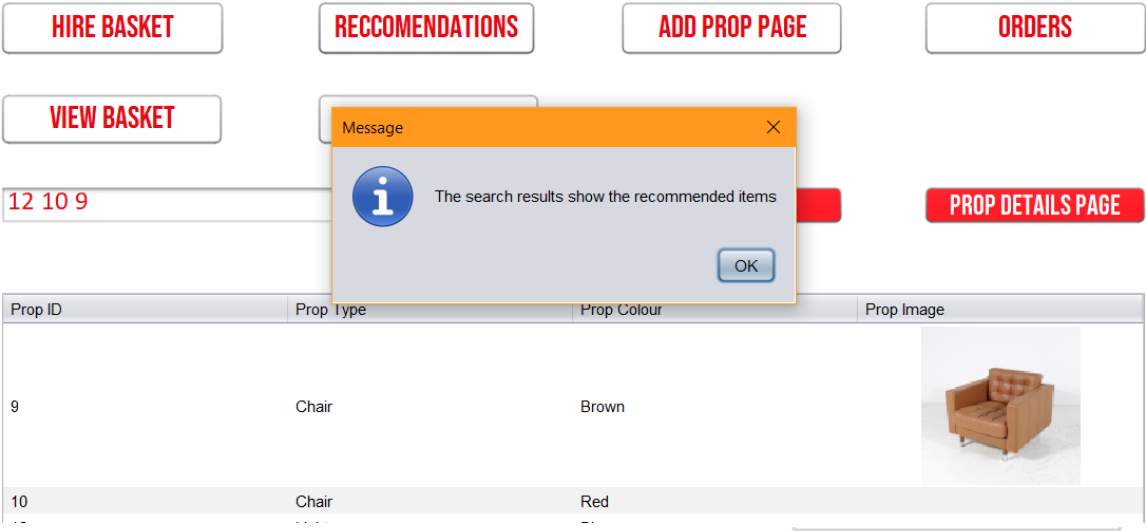 HIRE BASKET
RECCOMENDATIONS
ADD PROP PAGE
ORDERS
VIEW BASKET
Message
The search results show the recommended items
OK
12 10 9
PROP DETAILS PAGE
Prop ID Prop Type Prop Colour Prop Image
9 Chair Brown
10 Chair Red